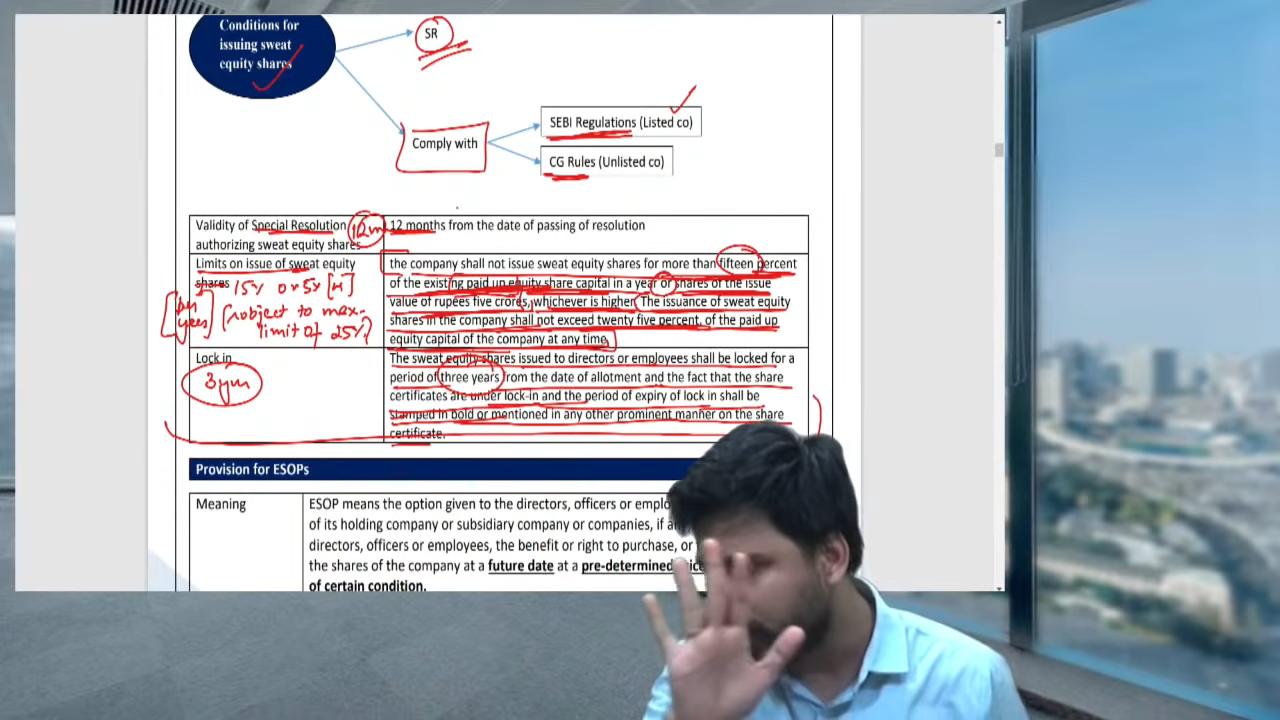 Conditions for
issuing sweat
equity shares
SR
SEBI Regulations (Listed co)
Comply with
CG Rules (Unlisted co)
Validity of Special Resolution
authorizing sweat equity shares
12m
12 months from the date of passing of resolution
Limits on issue of sweat equity
shares
15% or 5% [H]
[per
year]
(subject to max.
limit of 25%)
the company shall not issue sweat equity shares for more than fifteen percent
of the existing paid up equity share capital in a year or shares of the issue
value of rupees five crores, whichever is higher. The issuance of sweat equity
shares in the company shall not exceed twenty five percent, of the paid up
equity capital of the company at any time.
Lock in
3 yrs
The sweat equity shares issued to directors or employees shall be locked for a
period of three years from the date of allotment and the fact that the share
certificates are under lock-in and the period of expiry of lock in shall be
stamped in bold or mentioned in any other prominent manner on the share
certificate.
Provision for ESOPs
Meaning
ESOP means the option given to the directors, officers or
of its holding company or subsidiary company or companies, if
directors, officers or employees, the benefit or right to purchase, or
the shares of the company at a future date at a pre-determined
of certain condition.